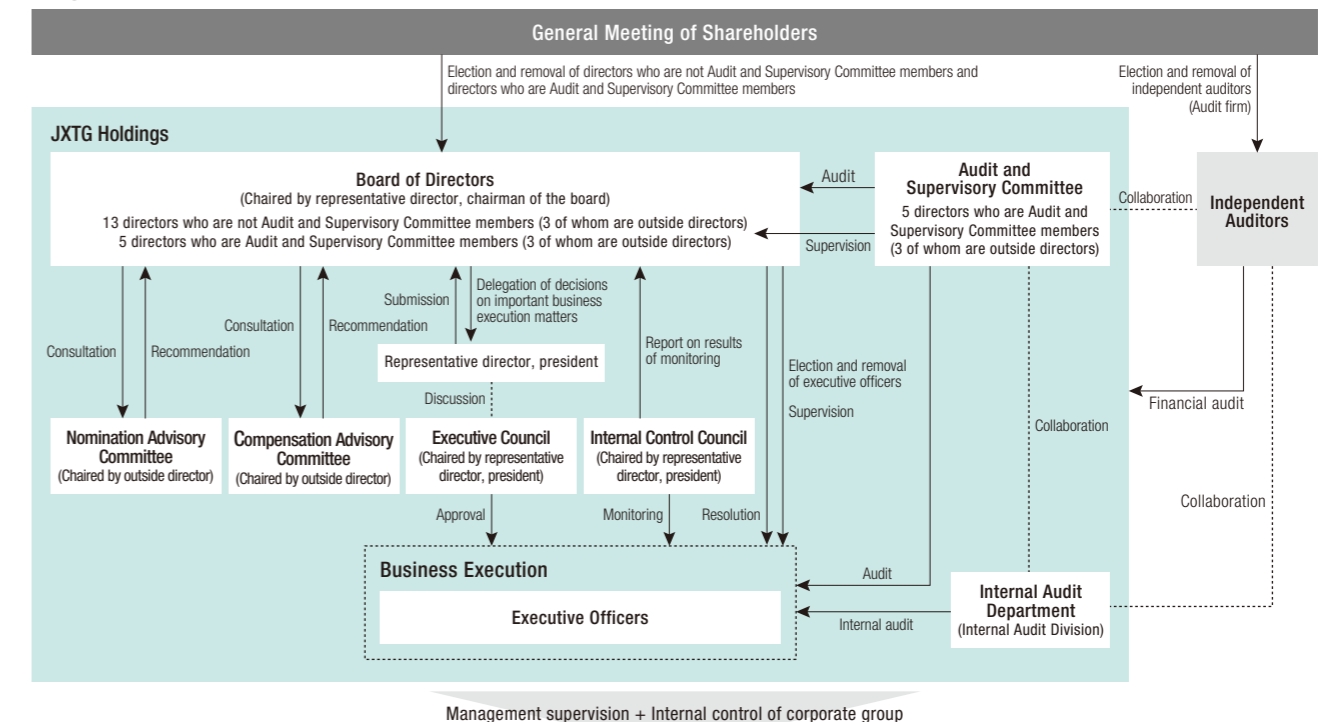 General Meeting of Shareholders
Election and removal of directors who are not Audit and Supervisory Committee members and
directors who are Audit and Supervisory Committee members
Election and removal of
independent auditors
(Audit firm)
JXTG Holdings
Board of Directors
(Chaired by representative director, chairman of the board)
13 directors who are not Audit and Supervisory Committee members (3 of whom are outside directors)
5 directors who are Audit and Supervisory Committee members (3 of whom are outside directors)
Audit
Supervision
Audit and
Supervisory Committee
5 directors who are Audit and
Supervisory Committee members
(3 of whom are outside directors)
Collaboration
Independent
Auditors
Consultation
Recommendation
Consultation
Recommendation
Submission
Delegation of decisions
on important business
execution matters
Representative director, president
Discussion
Report on results
of monitoring
Election and removal
of executive officers
Supervision
Collaboration
Financial audit
Nomination Advisory
Committee
(Chaired by outside director)
Compensation Advisory
Committee
(Chaired by outside director)
Executive Council
(Chaired by representative
director, president)
Internal Control Council
(Chaired by representative
director, president)
Collaboration
Approval
Monitoring
Resolution
Business Execution
Executive Officers
Audit
Internal audit
Internal Audit
Department
(Internal Audit Division)
Management supervision + Internal control of corporate group